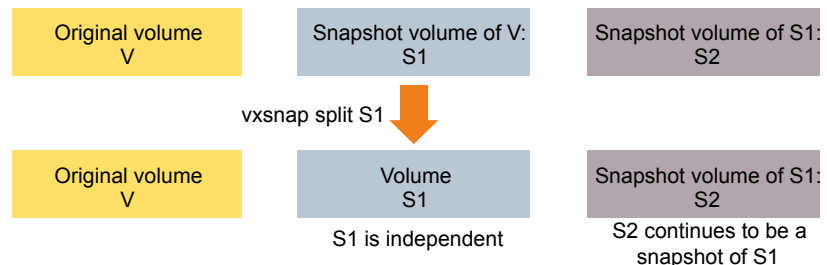 Original volume
V
Snapshot volume of V:
S1
Snapshot volume of S1:
S2
vxsnap split S1
Original volume
V
Volume
S1
Snapshot volume of S1:
S2
S1 is independent
S2 continues to be a
snapshot of S1